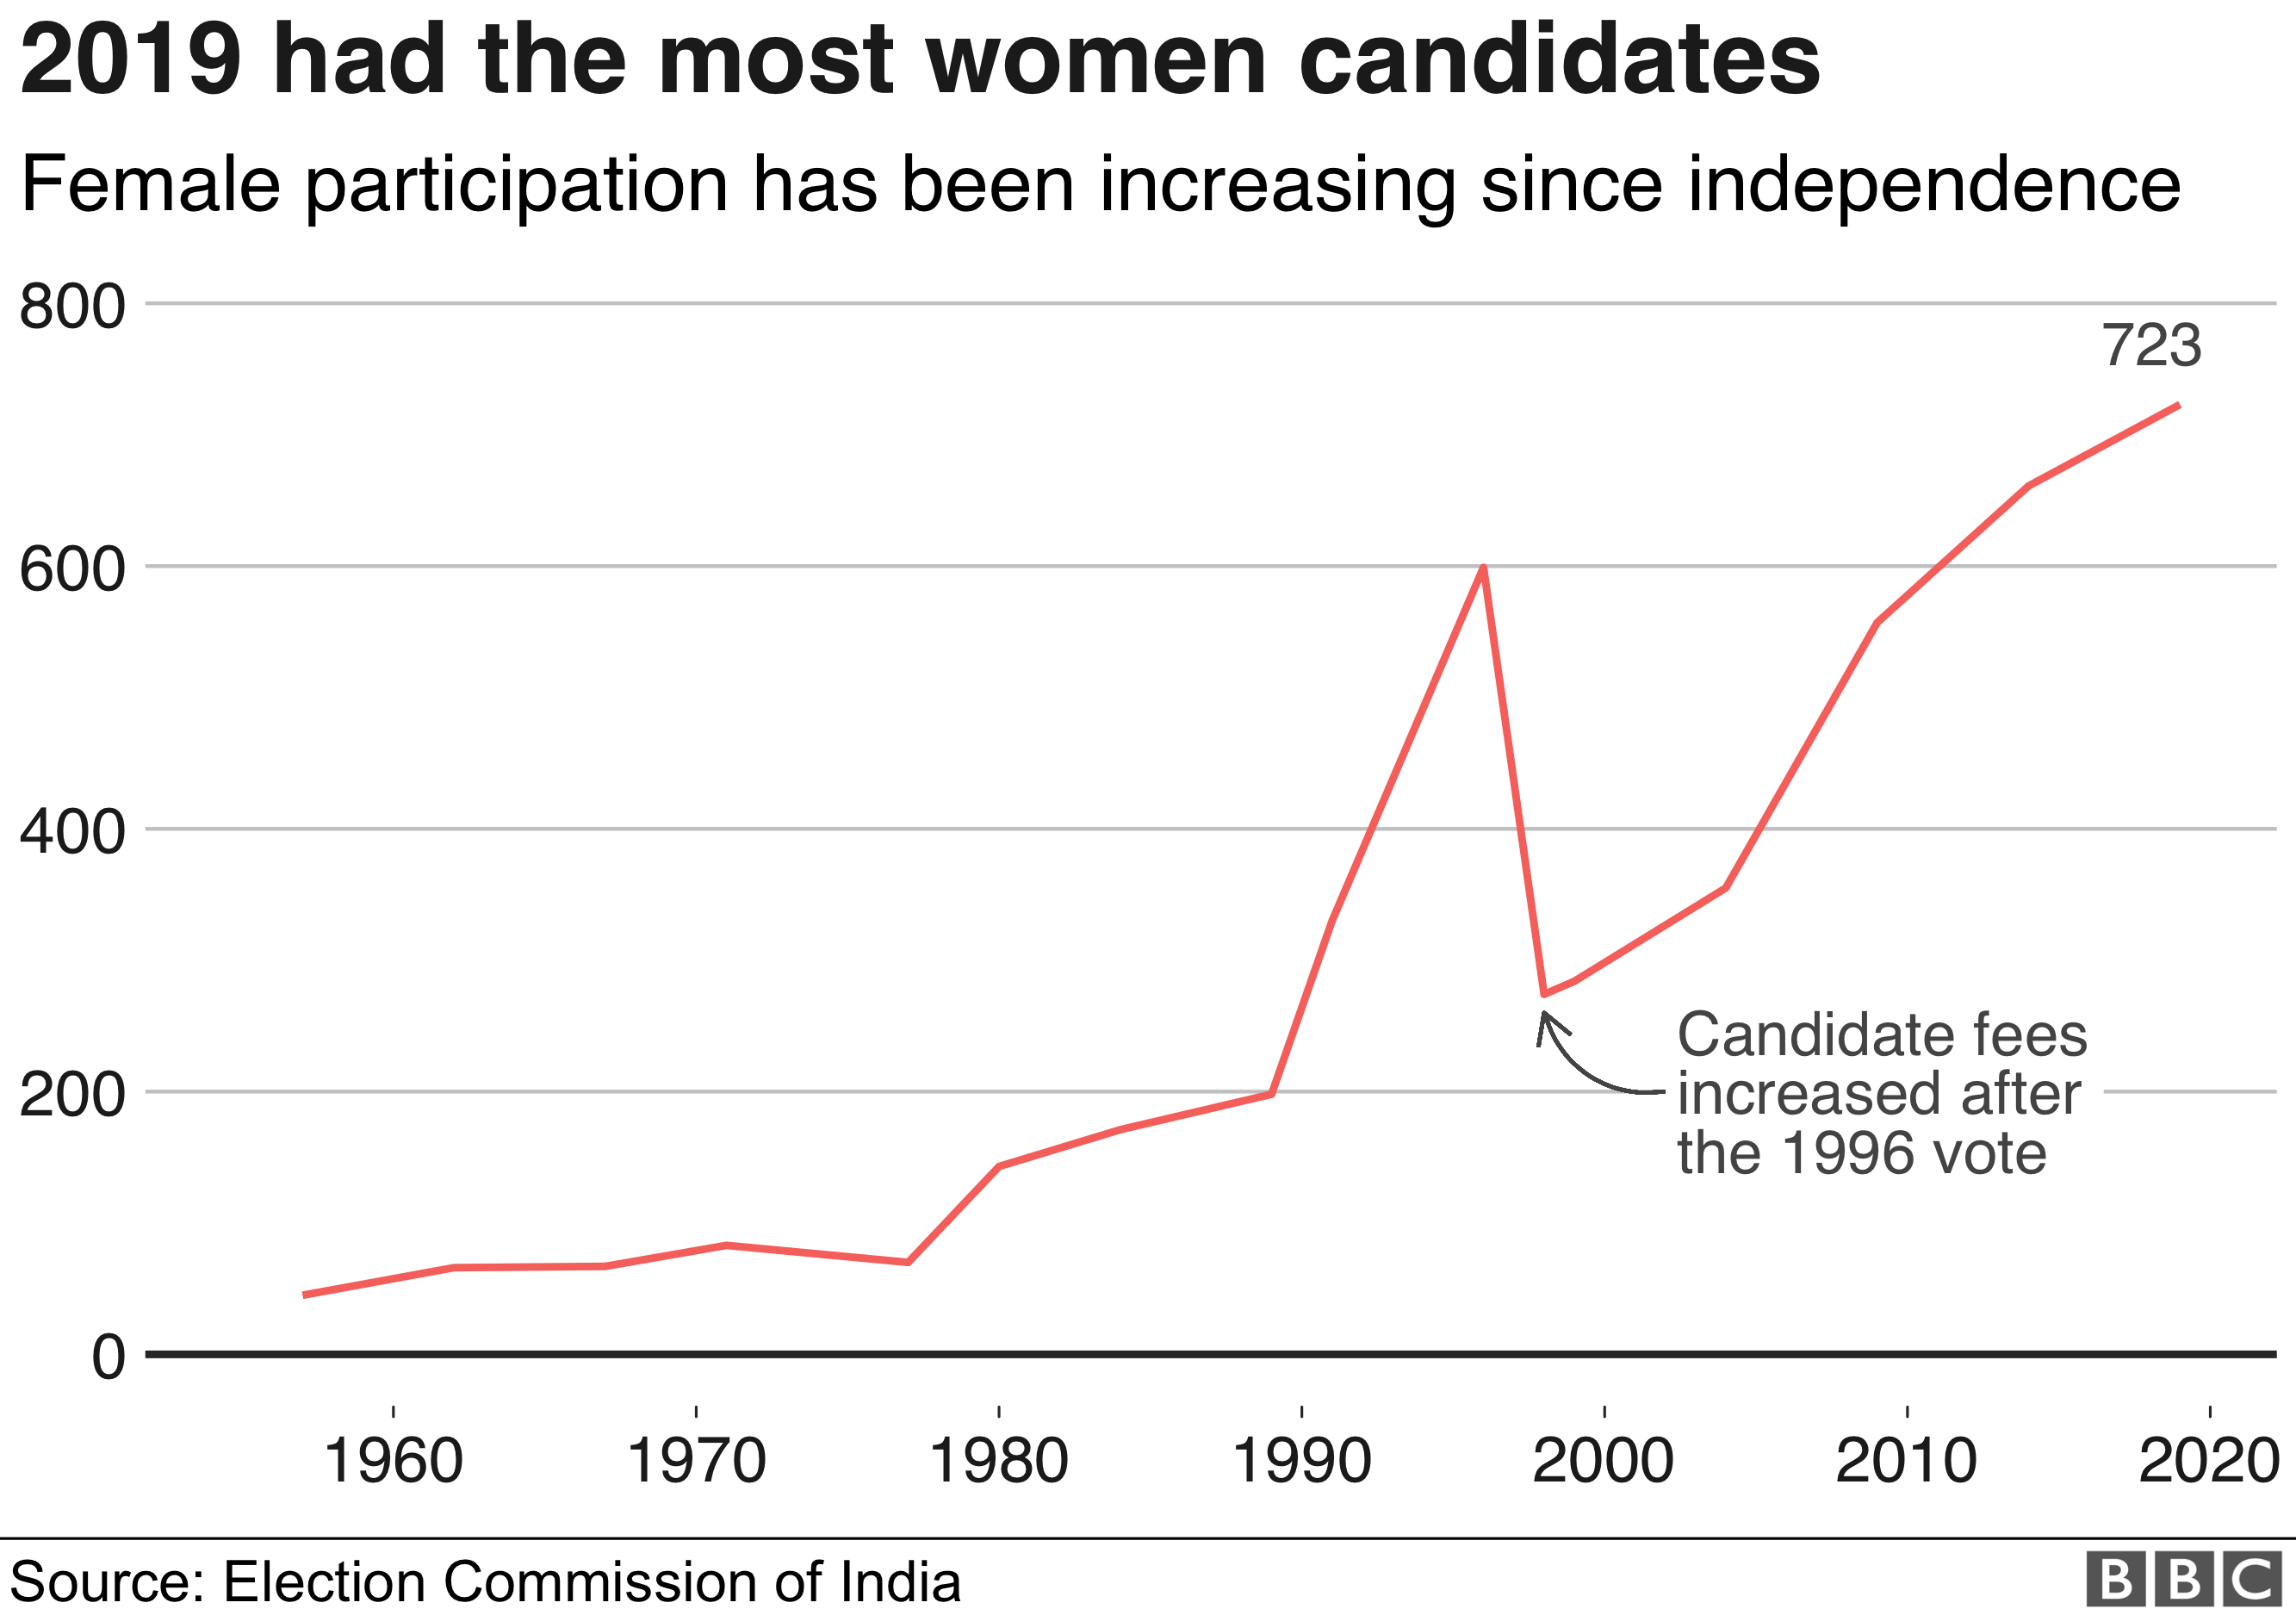 2019 had the most women candidates
Female participation has been increasing since independence
800
723
600
400
200
Candidate fees
increased after
the 1996 vote
0
1960 1970 1980 1990 2000 2010 2020
Source: Election Commission of India
BBC